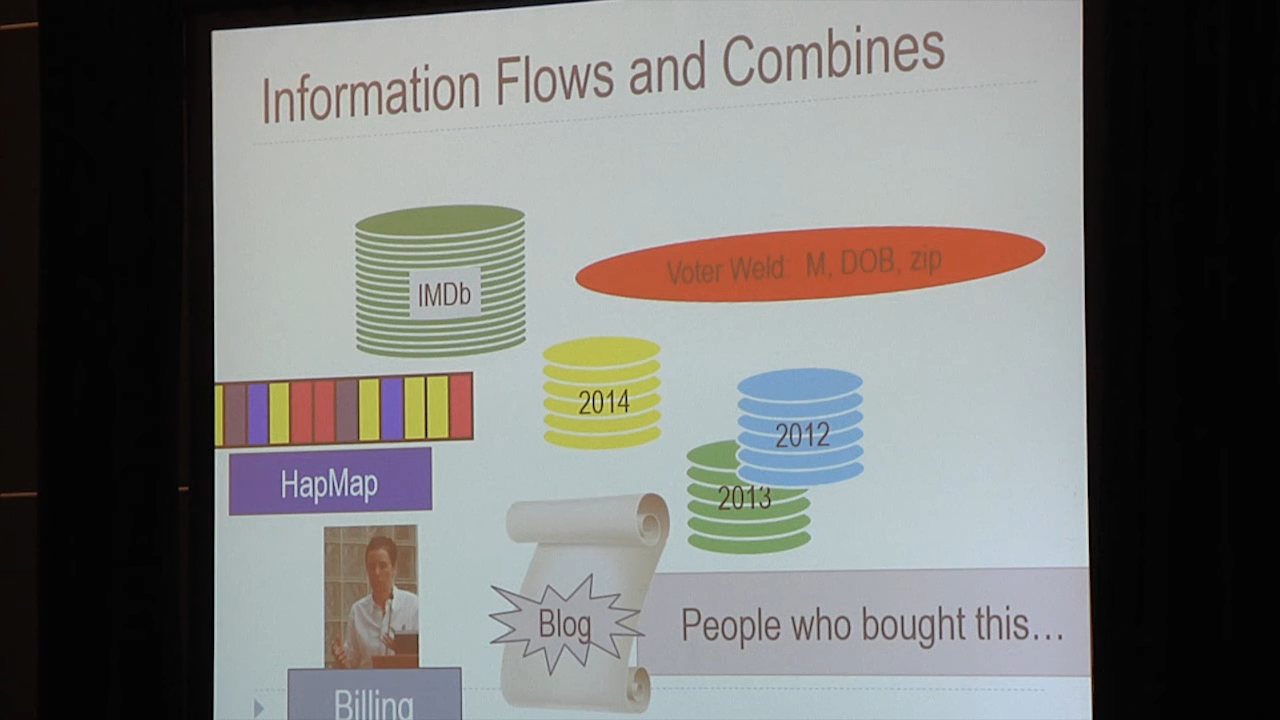 Information Flows and Combines
IMDb
Voter Weld: M, DOB, zip
2014
2012
2013
HapMap
Blog
People who bought this…
Billing